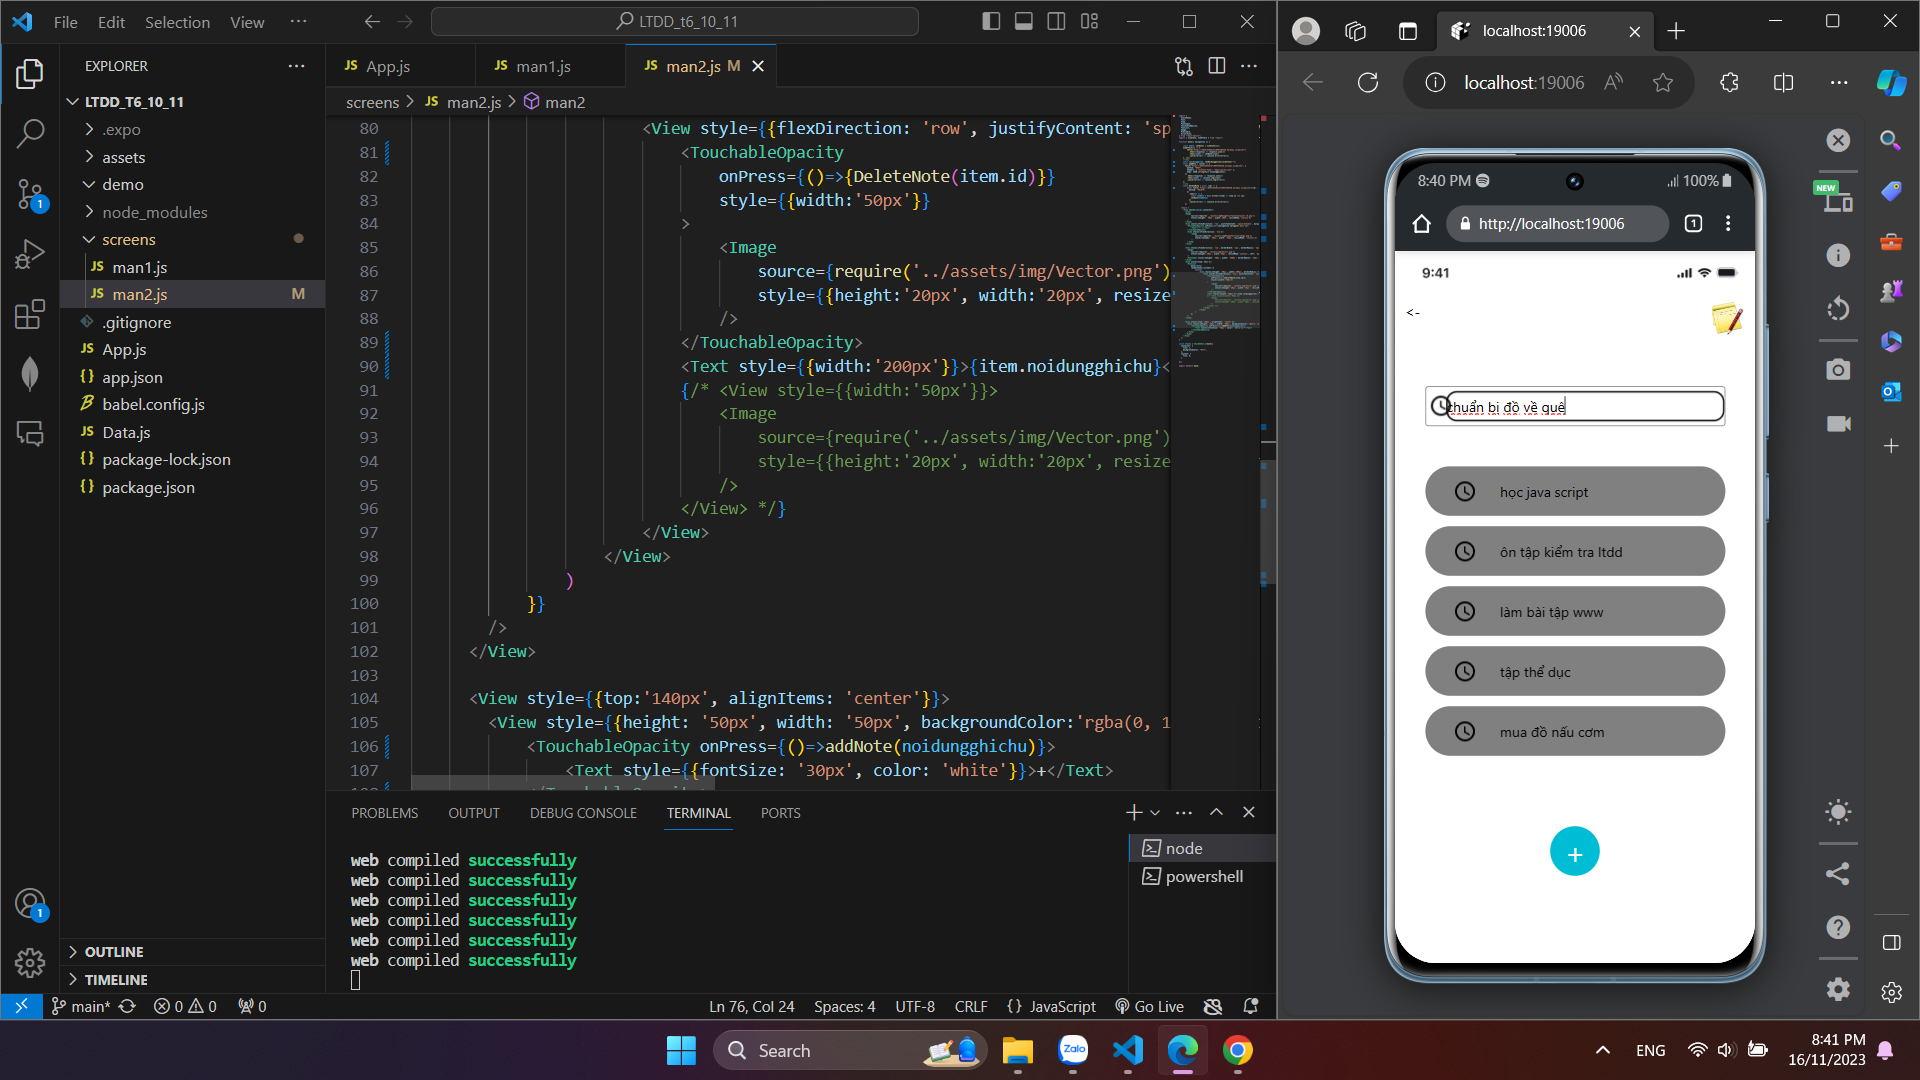 File Edit Selection View ···
LTDD_t6_10_11
EXPLORER
LTDD_T6_10_11
.expo
assets
demo
node_modules
screens
man1.js
man2.js M
.gitignore
App.js
app.json
babel.config.js
Data.js
package-lock.json
package.json
OUTLINE
TIMELINE
App.js
man1.js
man2.js M
screens > man2.js > man2
80 <View style={{flexDirection: 'row', justifyContent: 'sp
81 <TouchableOpacity
82 onPress={()=>{DeleteNote(item.id)}}
83 style={{width:'50px'}}
84 >
85 <Image
86 source={require('../assets/img/Vector.png')
87 style={{height:'20px', width:'20px', resize
88 />
89 </TouchableOpacity>
90 <Text style={{width:'200px'}}>{item.noidungghichu}<
91 {/* <View style={{width:'50px'}}>
92 <Image
93 source={require('../assets/img/Vector.png')
94 style={{height:'20px', width:'20px', resize
95 />
96 </View> */}
97 </View>
98 </View>
99 )
100 }}
101 />
102 </View>
103
104 <View style={{top:'140px', alignItems: 'center'}}>
105 <View style={{height: '50px', width: '50px', backgroundColor:'rgba(0, 1
106 <TouchableOpacity onPress={()=>addNote(noidungghichu)}>
107 <Text style={{fontSize: '30px', color: 'white'}}>+</Text>
PROBLEMS OUTPUT DEBUG CONSOLE TERMINAL PORTS
node
powershell
web compiled successfully
web compiled successfully
web compiled successfully
web compiled successfully
web compiled successfully
web compiled successfully
main* 0 0 0
Ln 76, Col 24 Spaces: 4 UTF-8 CRLF {} JavaScript Go Live
localhost:19006
localhost:19006
NEW
8:40 PM 100%
http://localhost:19006 1
9:41
<-
chuẩn bị đồ về quê
học java script
ôn tập kiểm tra ltdd
làm bài tập www
tập thể dục
mua đồ nấu cơm
+
Search
Zalo
ENG
8:41 PM
16/11/2023